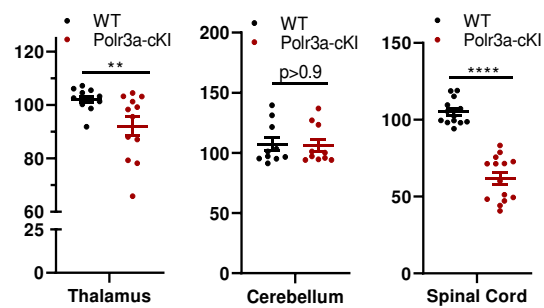 WT
Polr3a-cKI
**
120
100
80
60
25
0
Thalamus
WT
Polr3a-cKI
p>0.9
200
150
100
50
0
Cerebellum
WT
Polr3a-cKI
****
150
100
50
0
Spinal Cord